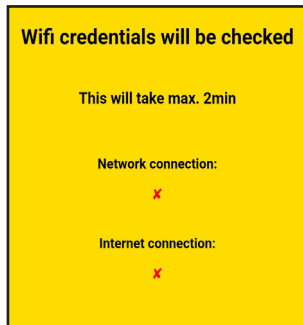 Wifi credentials will be checked
This will take max. 2min
Network connection:
✘
Internet connection:
✘